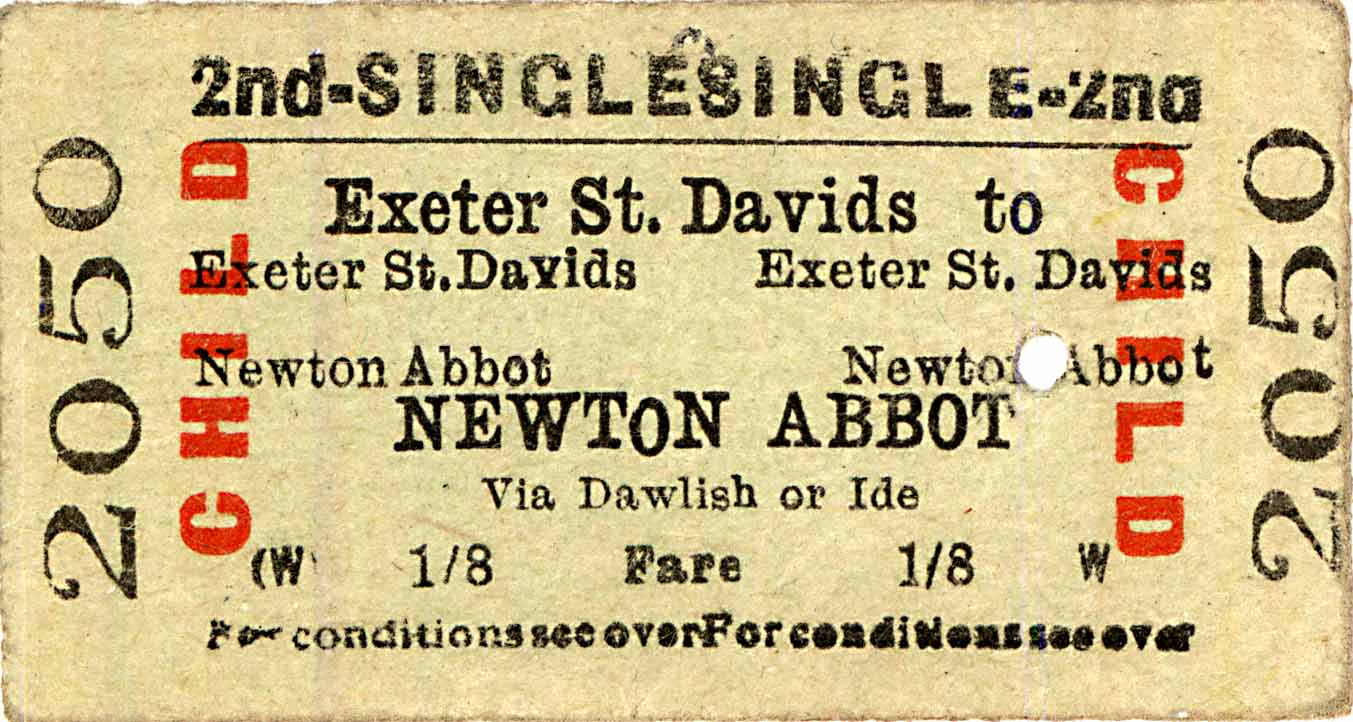 2nd-SINGLE SINGLE-2nd
Exeter St. Davids to
Exeter St. Davids Exeter St. Davids
Newton Abbot Newton Abbot
NEWTON ABBOT
Via Dawlish or Ide
(W) 1/8 Fare 1/8 W
For conditions see over For conditions see over
CHILD
CHILD
2050
2050